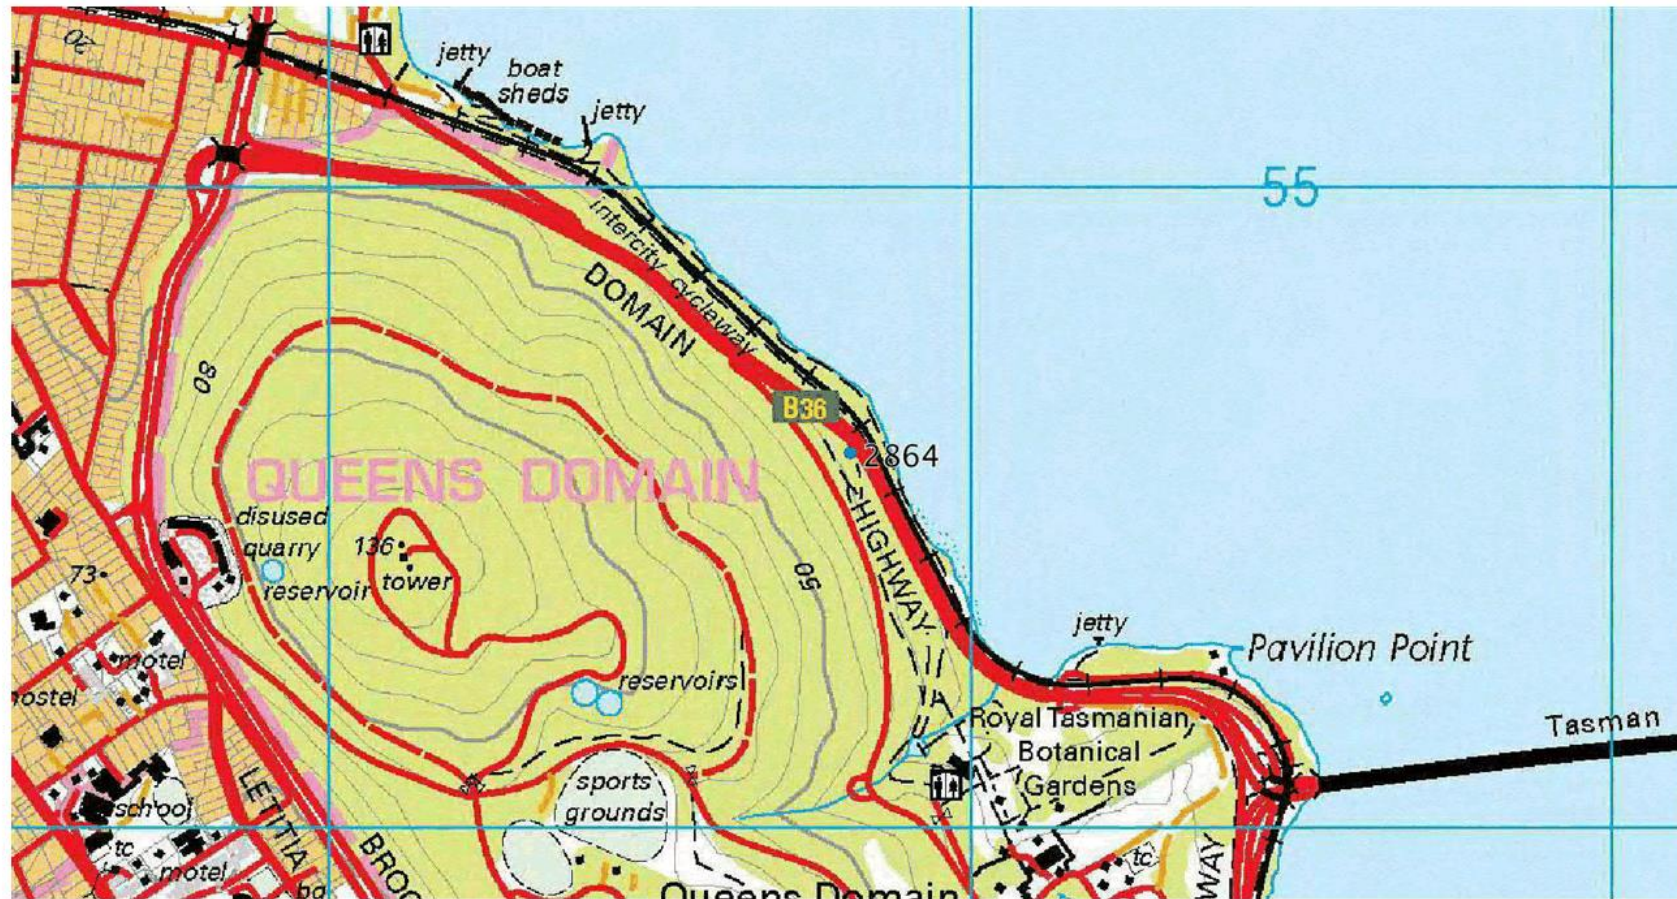 20
jetty
boat
sheds
jetty
55
intercity cycleway
DOMAIN
80
B36
2864
QUEENS DOMAIN
disused
quarry
136
tower
reservoir
73
50
HIGHWAY
jetty
Pavilion Point
motel
reservoirs
Royal Tasmanian
Botanical
Gardens
Tasman
sports
grounds
school
LETITIA
tc
motel
BROO
tc
WAY
Queens Domain